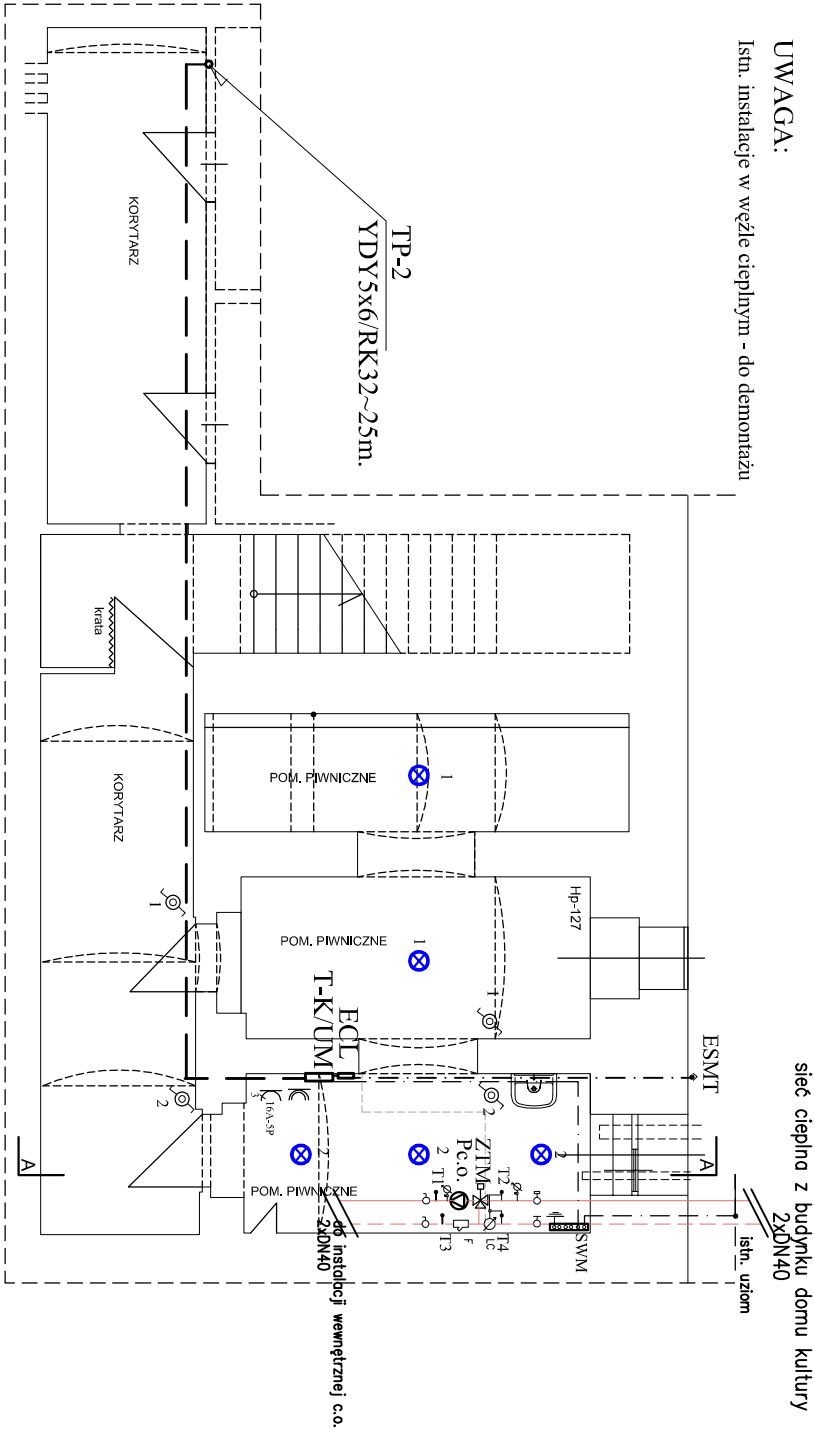 UWAGA:
Istn. instalacje w węźle cieplnym - do demontażu
sieć cieplna z budynku domu kultury
2xDN40
istn. uziom
ESMT
TP-2
YDY5x6/RK32~25m.
KORYTARZ
krata
KORYTARZ
POM. PIWNICZNE
1
Hp-127
POM. PIWNICZNE
1
1
1
ECL
T-K/UM
2
2
3
16A-5P
2
2
2
POM. PIWNICZNE
SWM
ZTM
Pc.o.
T1
T2
T3
T4
F
LC
A
A
do instalacji wewnętrznej c.o.
2xDN40